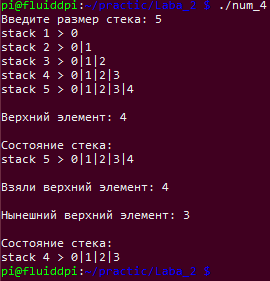 pi@fluiddpi:~/practic/Laba_2 $ ./num_4
Введите размер стека: 5
stack 1 > 0
stack 2 > 0|1
stack 3 > 0|1|2
stack 4 > 0|1|2|3
stack 5 > 0|1|2|3|4
Верхний элемент: 4
Состояние стека:
stack 5 > 0|1|2|3|4
Взяли верхний элемент: 4
Нынешний верхний элемент: 3
Состояние стека:
stack 4 > 0|1|2|3
pi@fluiddpi:~/practic/Laba_2 $